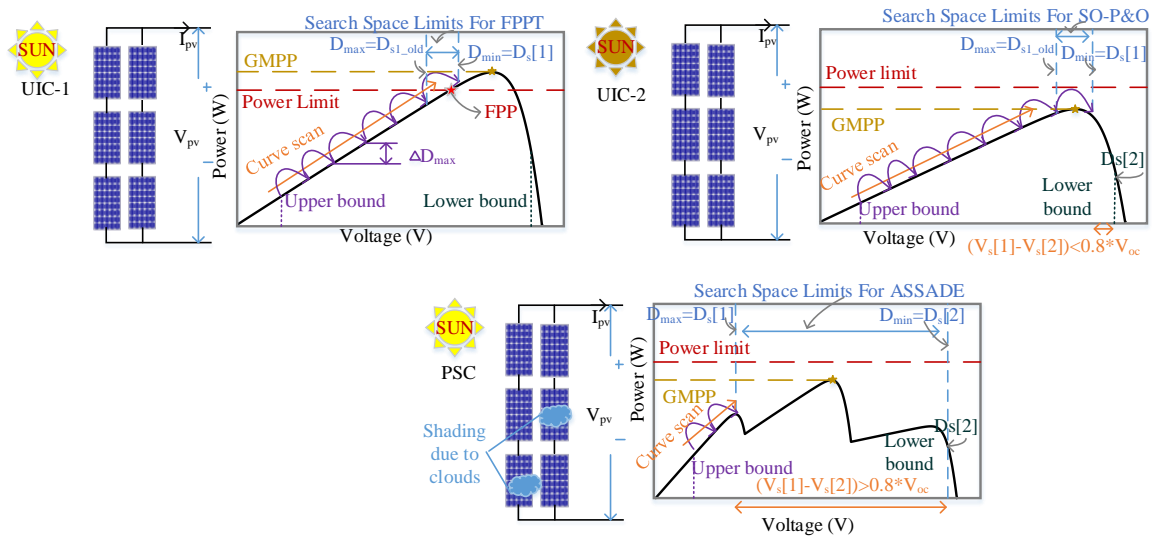 Search Space Limits For FPPT
SUN
UIC-1
I_pv
+
V_pv
−
D_max=D_s1_old
D_min=D_s[1]
GMPP
Power Limit
FPP
Curve scan
ΔD_max
Upper bound
Lower bound
Power (W)
Voltage (V)
Search Space Limits For SO-P&O
SUN
UIC-2
I_pv
+
V_pv
−
D_max=D_s1_old
D_min=D_s[1]
Power limit
GMPP
Curve scan
Ds[2]
Lower
bound
Upper bound
Power (W)
Voltage (V)
(V_s[1]-V_s[2])<0.8*V_oc
Search Space Limits For ASSADE
SUN
PSC
I_pv
+
V_pv
−
Shading
due to
clouds
D_max=D_s[1]
D_min=D_s[2]
Power limit
GMPP
Curve scan
Ds[2]
Lower
bound
Upper bound
(V_s[1]-V_s[2])>0.8*V_oc
Power (W)
Voltage (V)